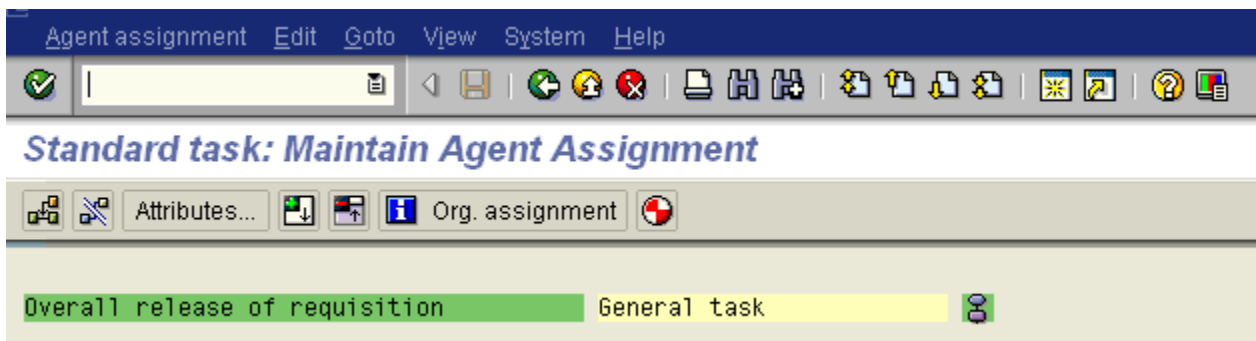 Agent assignment Edit Goto View System Help
Standard task: Maintain Agent Assignment
Attributes... Org. assignment
Overall release of requisition General task